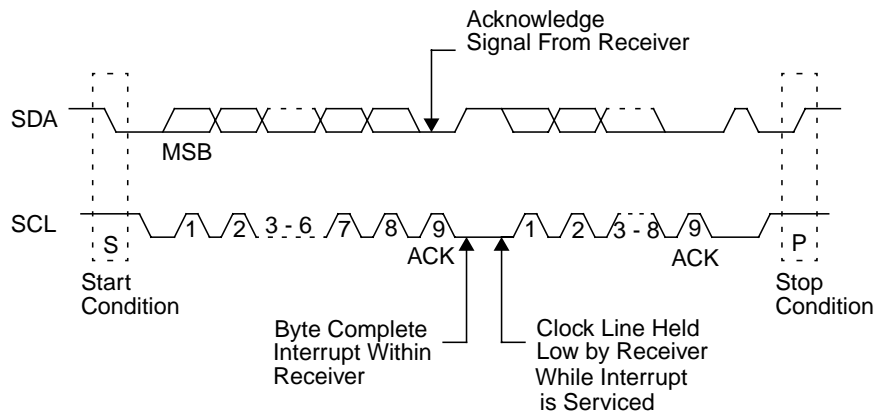 Acknowledge
Signal From Receiver
SDA
MSB
SCL
S
1
2
3 - 6
7
8
9
1
2
3 - 8
9
P
ACK
ACK
Start
Condition
Stop
Condition
Byte Complete
Interrupt Within
Receiver
Clock Line Held
Low by Receiver
While Interrupt
is Serviced